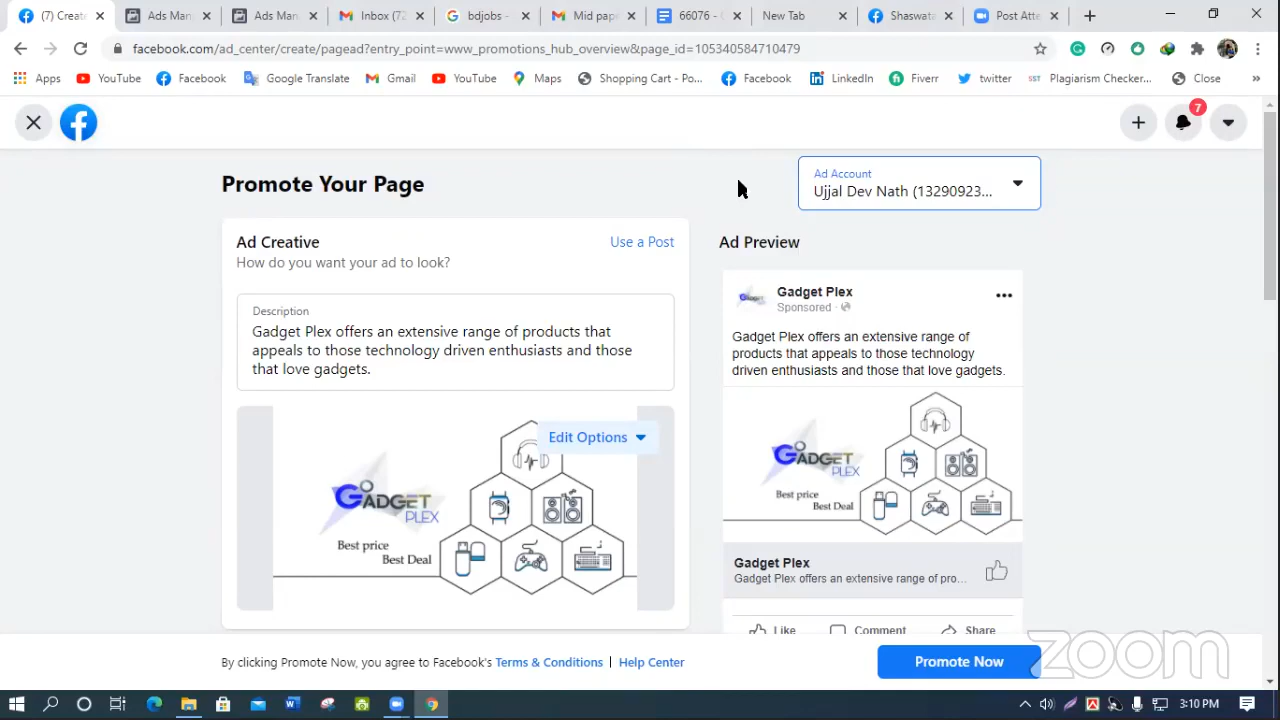 (7) Creat
Ads Man
Ads Man
Inbox (77
bdjobs -
Mid pap
66076 -
New Tab
Shaswat
Post Atte
facebook.com/ad_center/create/pagead?entry_point=www_promotions_hub_overview&page_id=105340584710479
Apps
YouTube
Facebook
Google Translate
Gmail
YouTube
Maps
Shopping Cart - Po...
Facebook
LinkedIn
Fiverr
twitter
SST
Plagiarism Checker...
Close
»
7
Promote Your Page
Ad Account
Ujjal Dev Nath (13290923...
Ad Creative
Use a Post
How do you want your ad to look?
Description
Gadget Plex offers an extensive range of products that
appeals to those technology driven enthusiasts and those
that love gadgets.
Edit Options
GADGET
PLEX
Best price
Best Deal
Ad Preview
Gadget Plex
Sponsored ·
Gadget Plex offers an extensive range of
products that appeals to those technology
driven enthusiasts and those that love gadgets.
GADGET
PLEX
Best price
Best Deal
Gadget Plex
Gadget Plex offers an extensive range of pro...
Like
Comment
Share
By clicking Promote Now, you agree to Facebook's Terms & Conditions | Help Center
Promote Now
zoom
3:10 PM